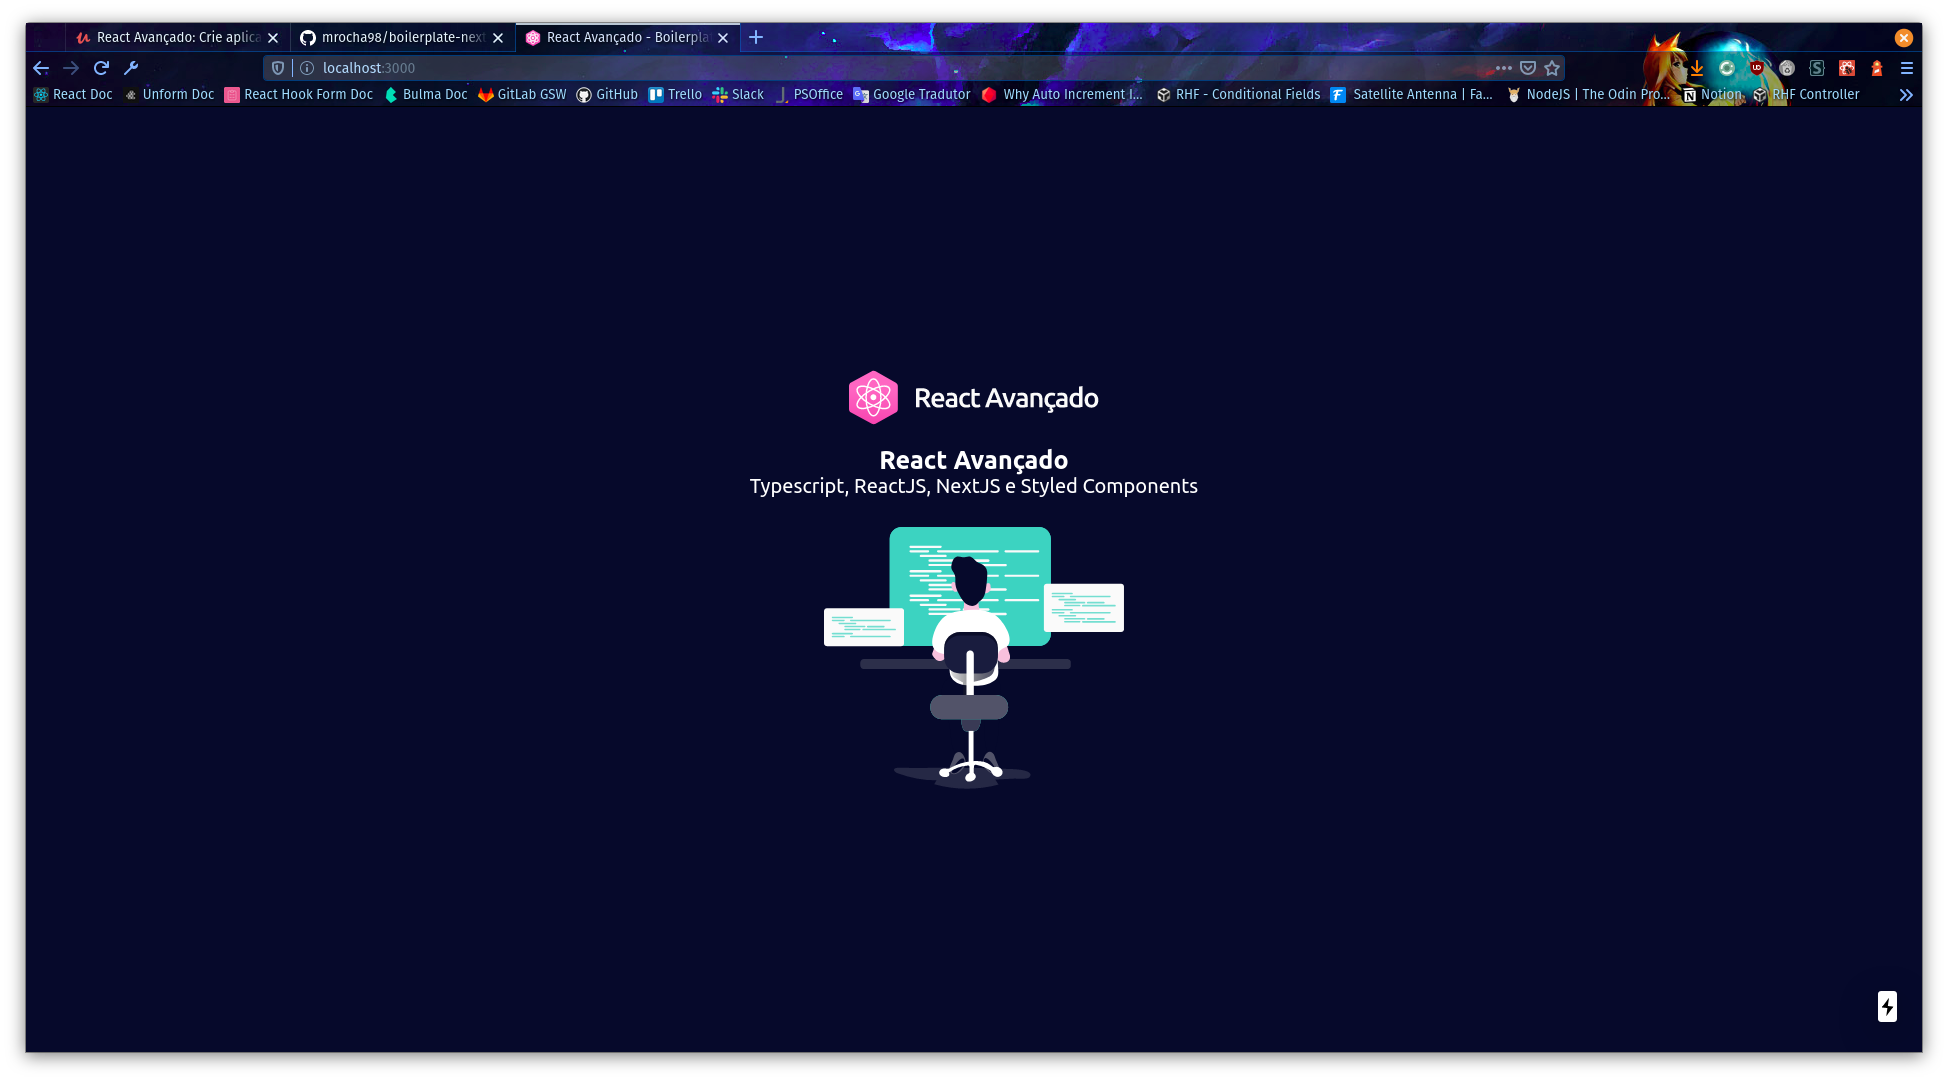 React Avançado: Crie aplica
mrocha98/boilerplate-next
React Avançado - Boilerpla
localhost:3000
React Doc
Unform Doc
React Hook Form Doc
Bulma Doc
GitLab GSW
GitHub
Trello
Slack
PSOffice
Google Tradutor
Why Auto Increment I...
RHF - Conditional Fields
Satellite Antenna | Fa...
NodeJS | The Odin Pro...
Notion
RHF Controller
React Avançado
React Avançado
Typescript, ReactJS, NextJS e Styled Components